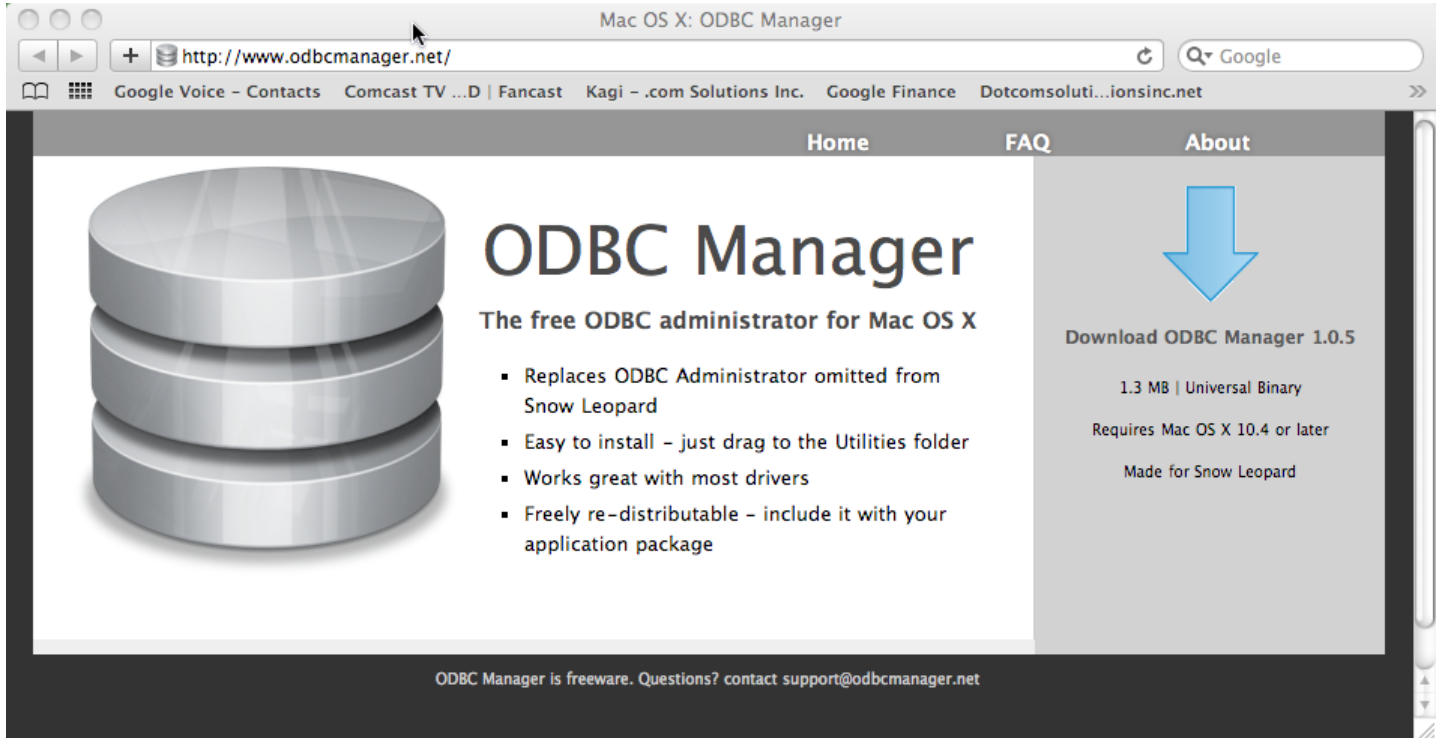 Mac OS X: ODBC Manager
http://www.odbcmanager.net/
Google
Google Voice – Contacts Comcast TV ...D | Fancast Kagi – .com Solutions Inc. Google Finance Dotcomsoluti...ionsinc.net
Home FAQ About
ODBC Manager
The free ODBC administrator for Mac OS X
▪ Replaces ODBC Administrator omitted from
Snow Leopard
▪ Easy to install – just drag to the Utilities folder
▪ Works great with most drivers
▪ Freely re-distributable – include it with your
application package
Download ODBC Manager 1.0.5
1.3 MB | Universal Binary
Requires Mac OS X 10.4 or later
Made for Snow Leopard
ODBC Manager is freeware. Questions? contact support@odbcmanager.net